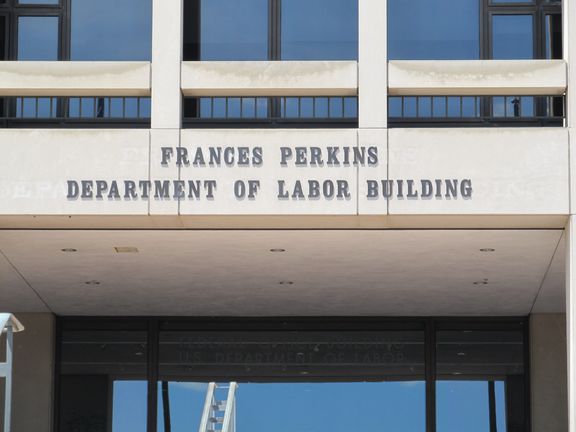 FRANCES PERKINS
DEPARTMENT OF LABOR BUILDING
U.S. DEPARTMENT OF LABOR